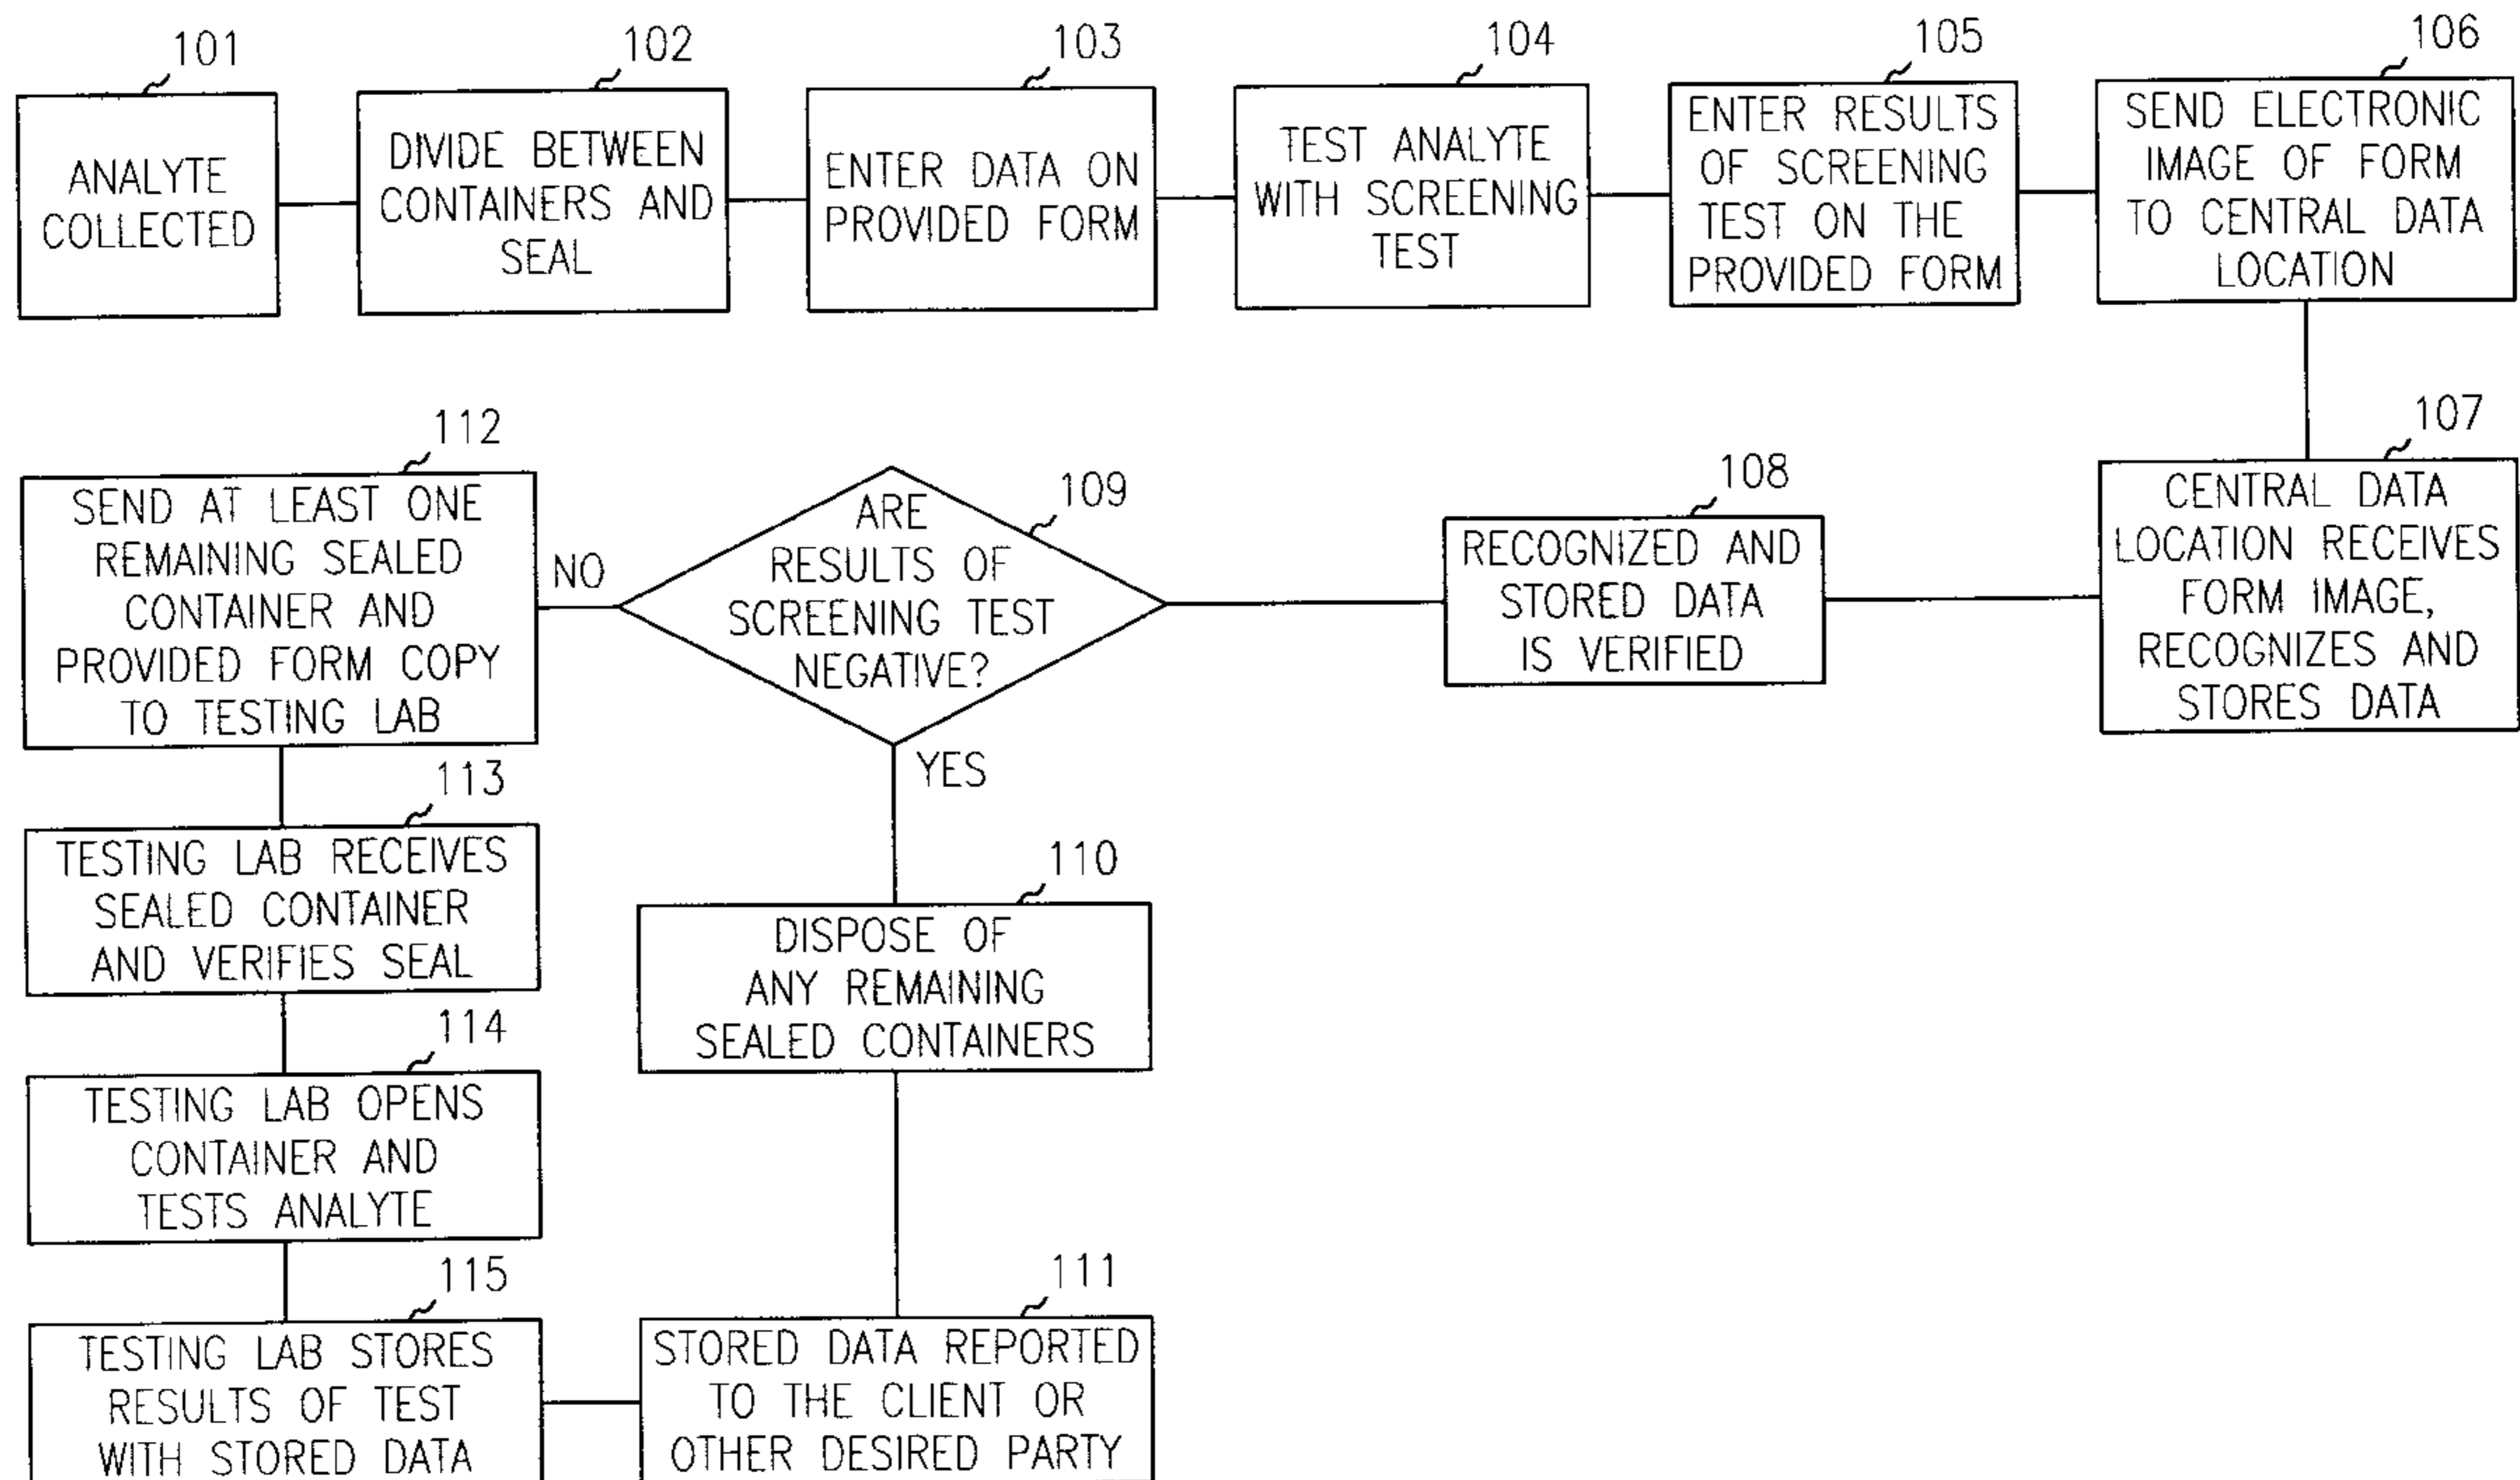 101
ANALYTE
COLLECTED
102
DIVIDE BETWEEN
CONTAINERS AND
SEAL
103
ENTER DATA ON
PROVIDED FORM
104
TEST ANALYTE
WITH SCREENING
TEST
105
ENTER RESULTS
OF SCREENING
TEST ON THE
PROVIDED FORM
106
SEND ELECTRONIC
IMAGE OF FORM
TO CENTRAL DATA
LOCATION
107
CENTRAL DATA
LOCATION RECEIVES
FORM IMAGE,
RECOGNIZES AND
STORES DATA
108
RECOGNIZED AND
STORED DATA
IS VERIFIED
109
ARE
RESULTS OF
SCREENING TEST
NEGATIVE?
NO
YES
112
SEND AT LEAST ONE
REMAINING SEALED
CONTAINER AND
PROVIDED FORM COPY
TO TESTING LAB
113
TESTING LAB RECEIVES
SEALED CONTAINER
AND VERIFIES SEAL
114
TESTING LAB OPENS
CONTAINER AND
TESTS ANALYTE
115
TESTING LAB STORES
RESULTS OF TEST
WITH STORED DATA
110
DISPOSE OF
ANY REMAINING
SEALED CONTAINERS
111
STORED DATA REPORTED
TO THE CLIENT OR
OTHER DESIRED PARTY